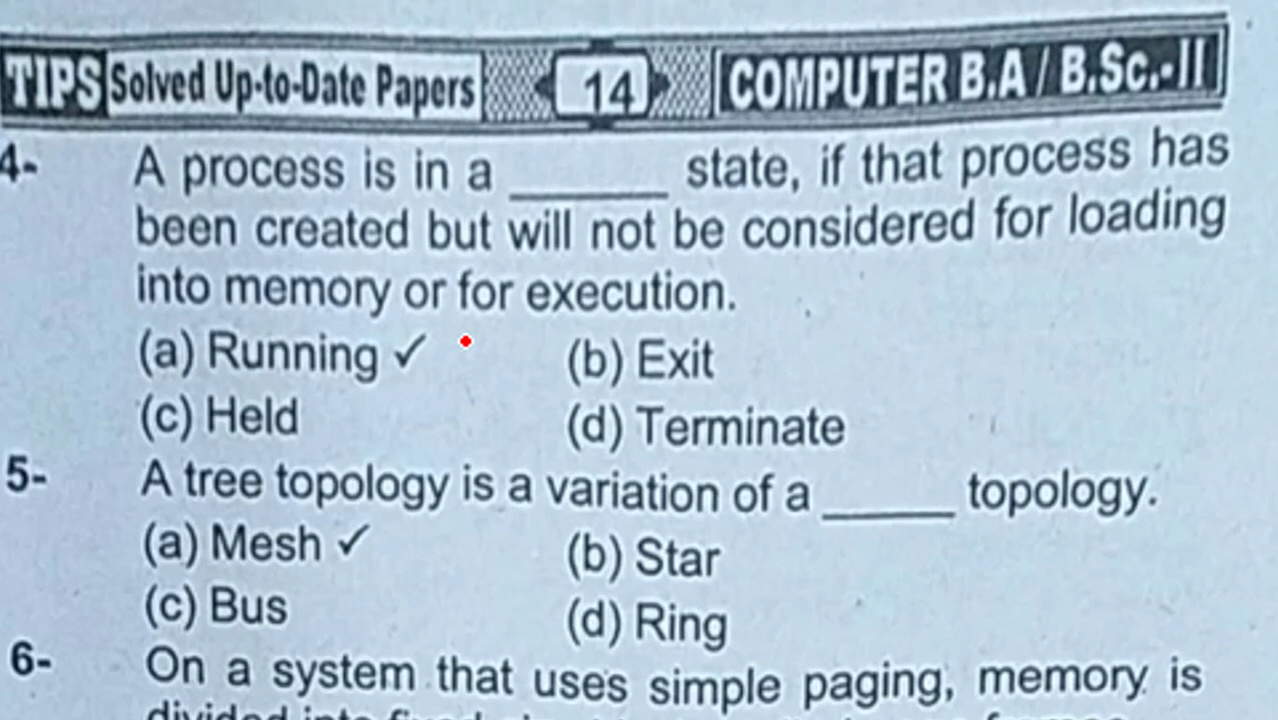 TIPS Solved Up-to-Date Papers 14 COMPUTER B.A / B.Sc.-II
4- A process is in a ______ state, if that process has
been created but will not be considered for loading
into memory or for execution.
(a) Running ✓ (b) Exit
(c) Held (d) Terminate
5- A tree topology is a variation of a ______ topology.
(a) Mesh ✓ (b) Star
(c) Bus (d) Ring
6- On a system that uses simple paging, memory is
divided into